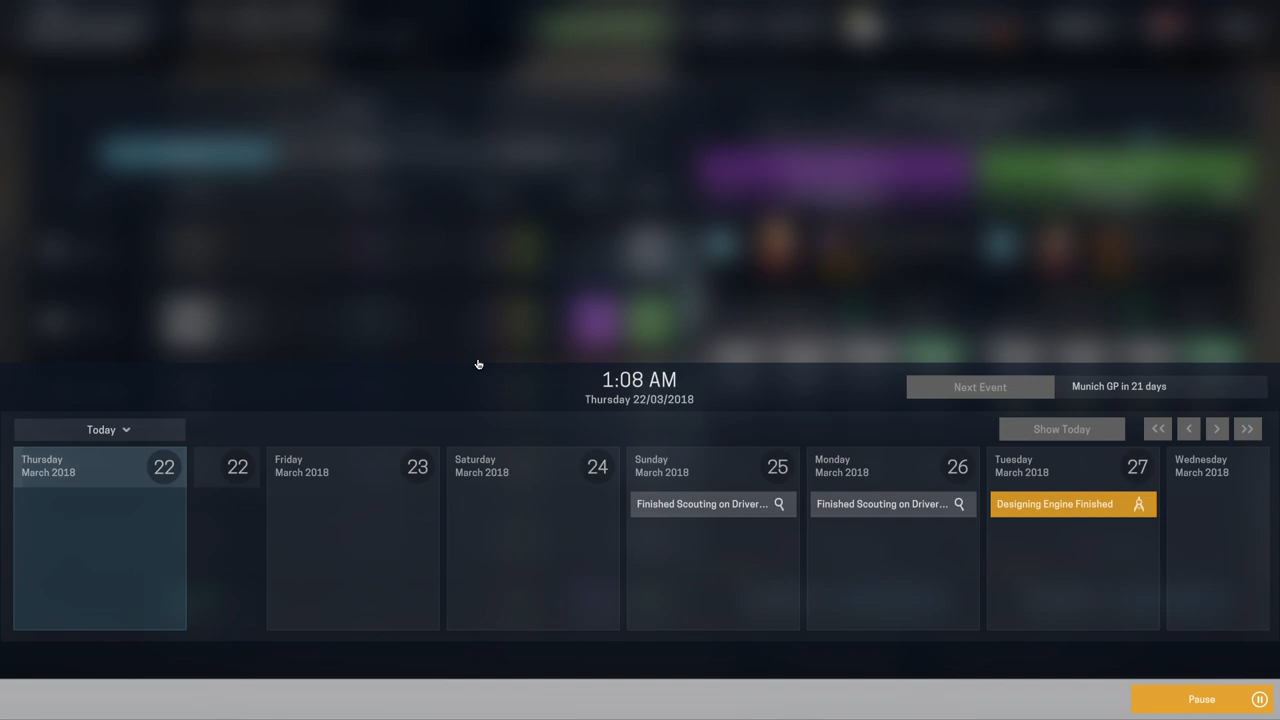 1:08 AM
Thursday 22/03/2018
Next Event
Munich GP in 21 days
Today
Show Today
<<
<
>
>>
Thursday
March 2018
22
22
Friday
March 2018
23
Saturday
March 2018
24
Sunday
March 2018
25
Finished Scouting on Driver...
Monday
March 2018
26
Finished Scouting on Driver...
Tuesday
March 2018
27
Designing Engine Finished
Wednesday
March 2018
Pause